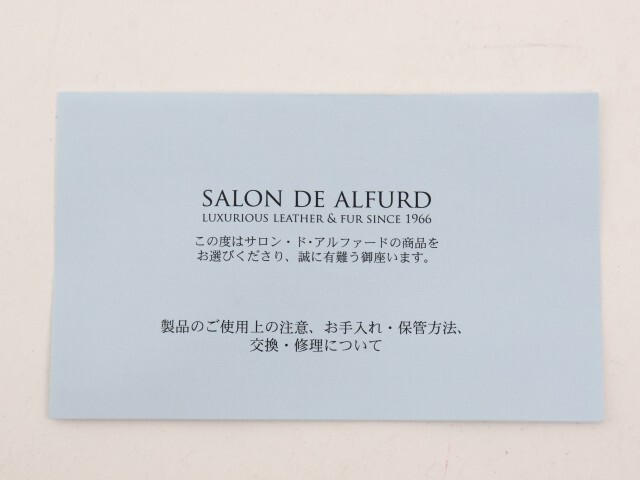 SALON DE ALFURD
LUXURIOUS LEATHER & FUR SINCE 1966
この度はサロン・ド・アルファードの商品を
お選びくださり、誠に有難う御座います。
製品のご使用上の注意、お手入れ・保管方法、
交換・修理について